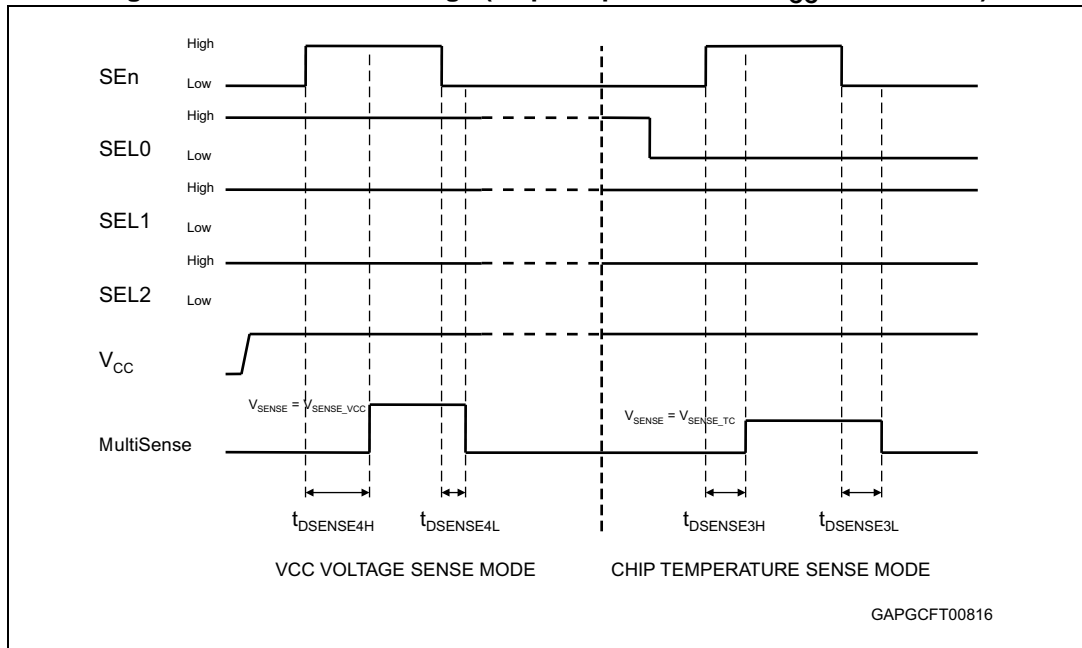 High
SEn
Low
High
SEL0
Low
High
SEL1
Low
High
SEL2
Low
VCC
VSENSE = VSENSE_VCC
VSENSE = VSENSE_TC
MultiSense
tDSENSE4H
tDSENSE4L
tDSENSE3H
tDSENSE3L
VCC VOLTAGE SENSE MODE
CHIP TEMPERATURE SENSE MODE
GAPGCFT00816